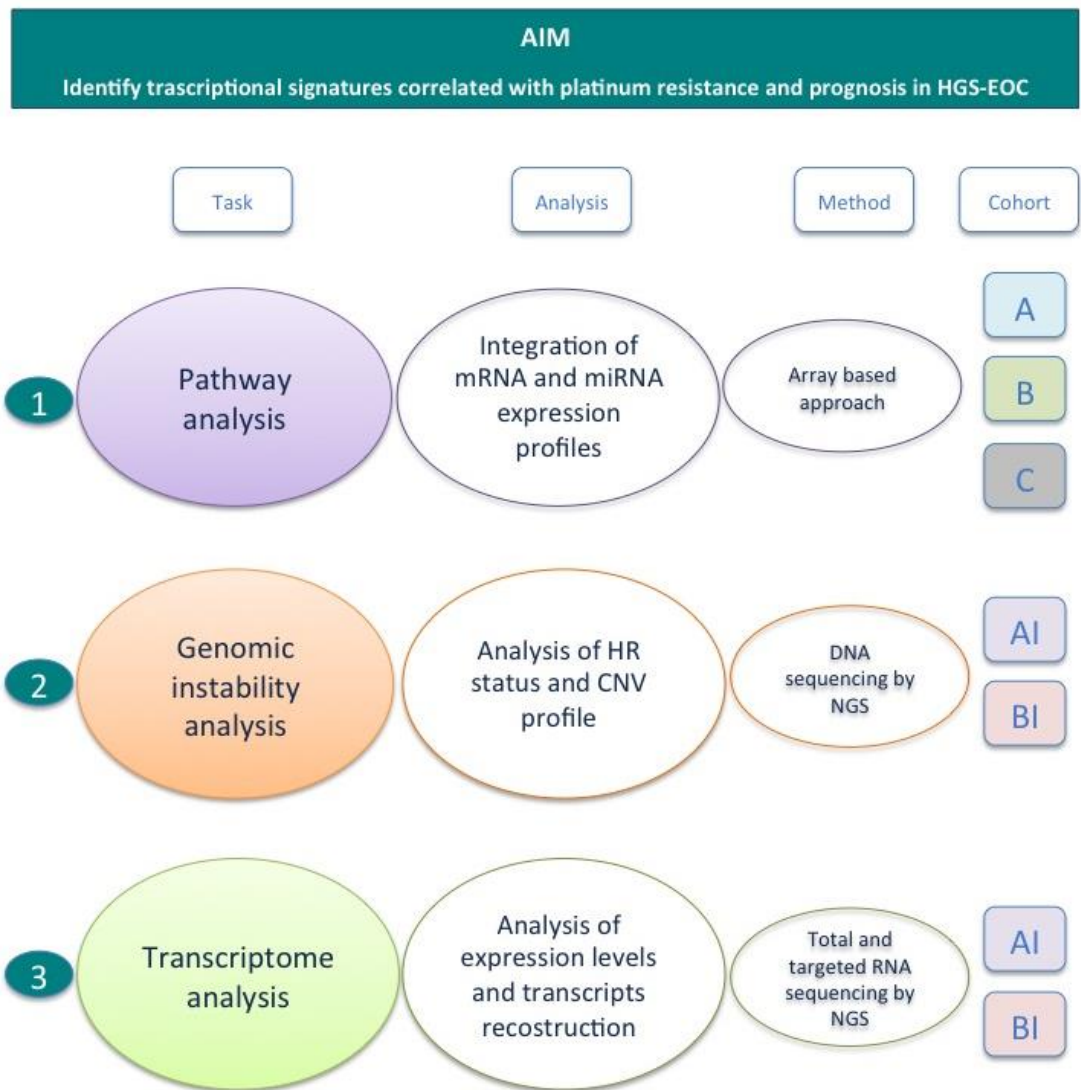 AIM
Identify trascriptional signatures correlated with platinum resistance and prognosis in HGS-EOC
Task
Analysis
Method
Cohort
1
Pathway
analysis
Integration of
mRNA and miRNA
expression
profiles
Array based
approach
A
B
C
2
Genomic
instability
analysis
Analysis of HR
status and CNV
profile
DNA
sequencing by
NGS
AI
BI
3
Transcriptome
analysis
Analysis of
expression levels
and transcripts
recostruction
Total and
targeted RNA
sequencing by
NGS
AI
BI